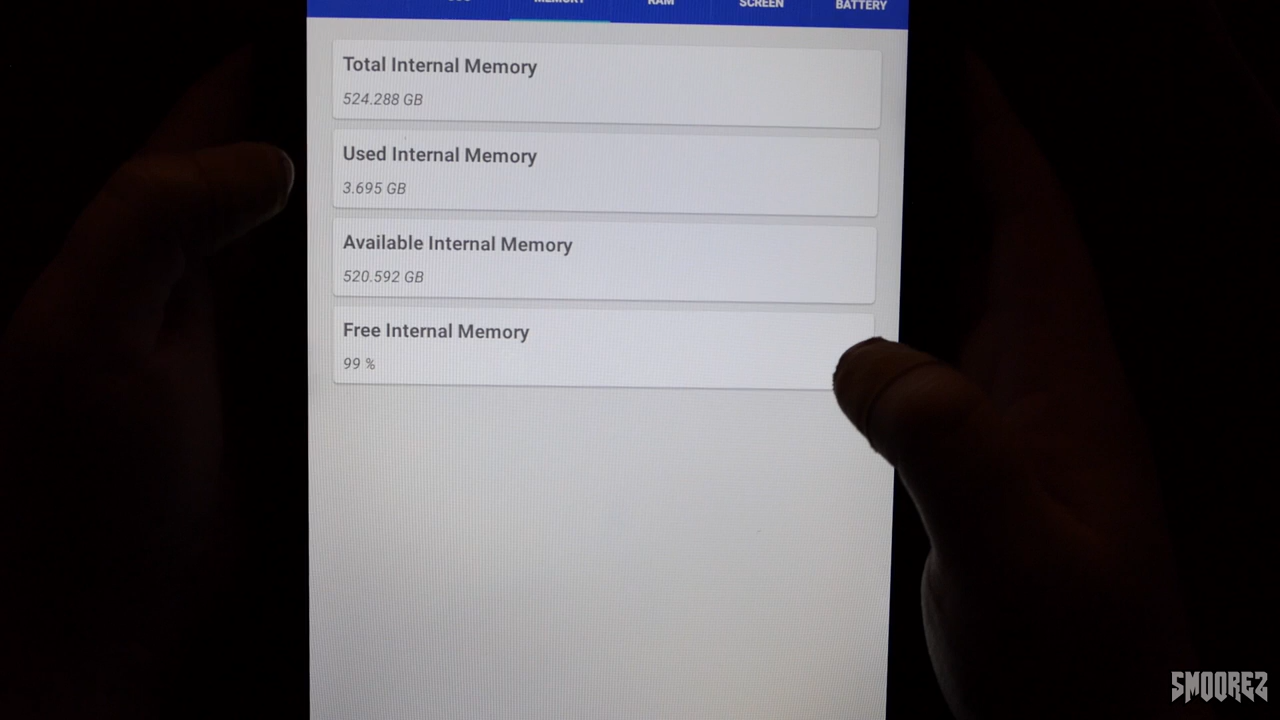 MEMORY RAM SCREEN BATTERY
Total Internal Memory
524.288 GB
Used Internal Memory
3.695 GB
Available Internal Memory
520.592 GB
Free Internal Memory
99 %
SMOOREZ